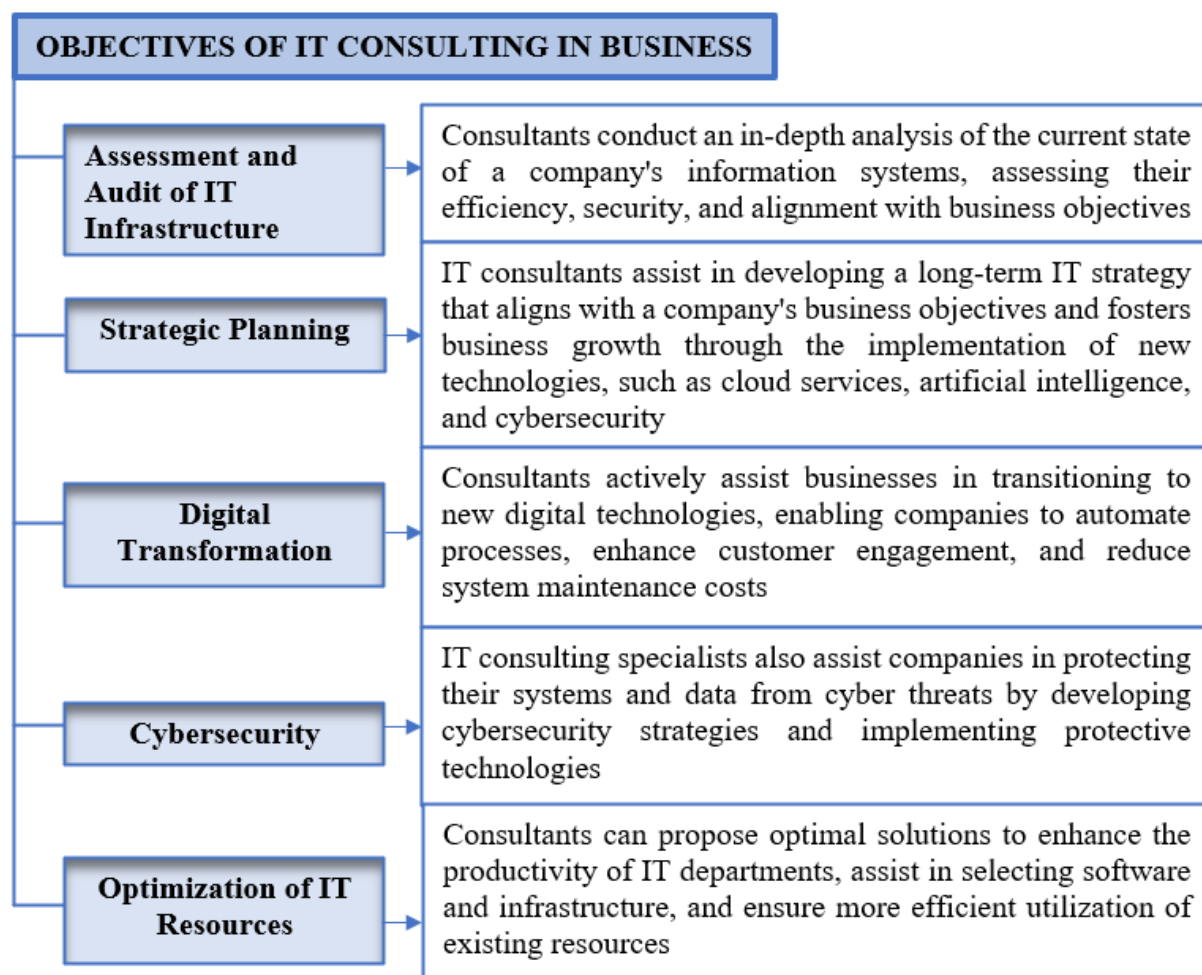 OBJECTIVES OF IT CONSULTING IN BUSINESS
Assessment and
Audit of IT
Infrastructure
Consultants conduct an in-depth analysis of the current state
of a company's information systems, assessing their
efficiency, security, and alignment with business objectives
Strategic Planning
IT consultants assist in developing a long-term IT strategy
that aligns with a company's business objectives and fosters
business growth through the implementation of new
technologies, such as cloud services, artificial intelligence,
and cybersecurity
Digital
Transformation
Consultants actively assist businesses in transitioning to
new digital technologies, enabling companies to automate
processes, enhance customer engagement, and reduce
system maintenance costs
Cybersecurity
IT consulting specialists also assist companies in protecting
their systems and data from cyber threats by developing
cybersecurity strategies and implementing protective
technologies
Optimization of IT
Resources
Consultants can propose optimal solutions to enhance the
productivity of IT departments, assist in selecting software
and infrastructure, and ensure more efficient utilization of
existing resources